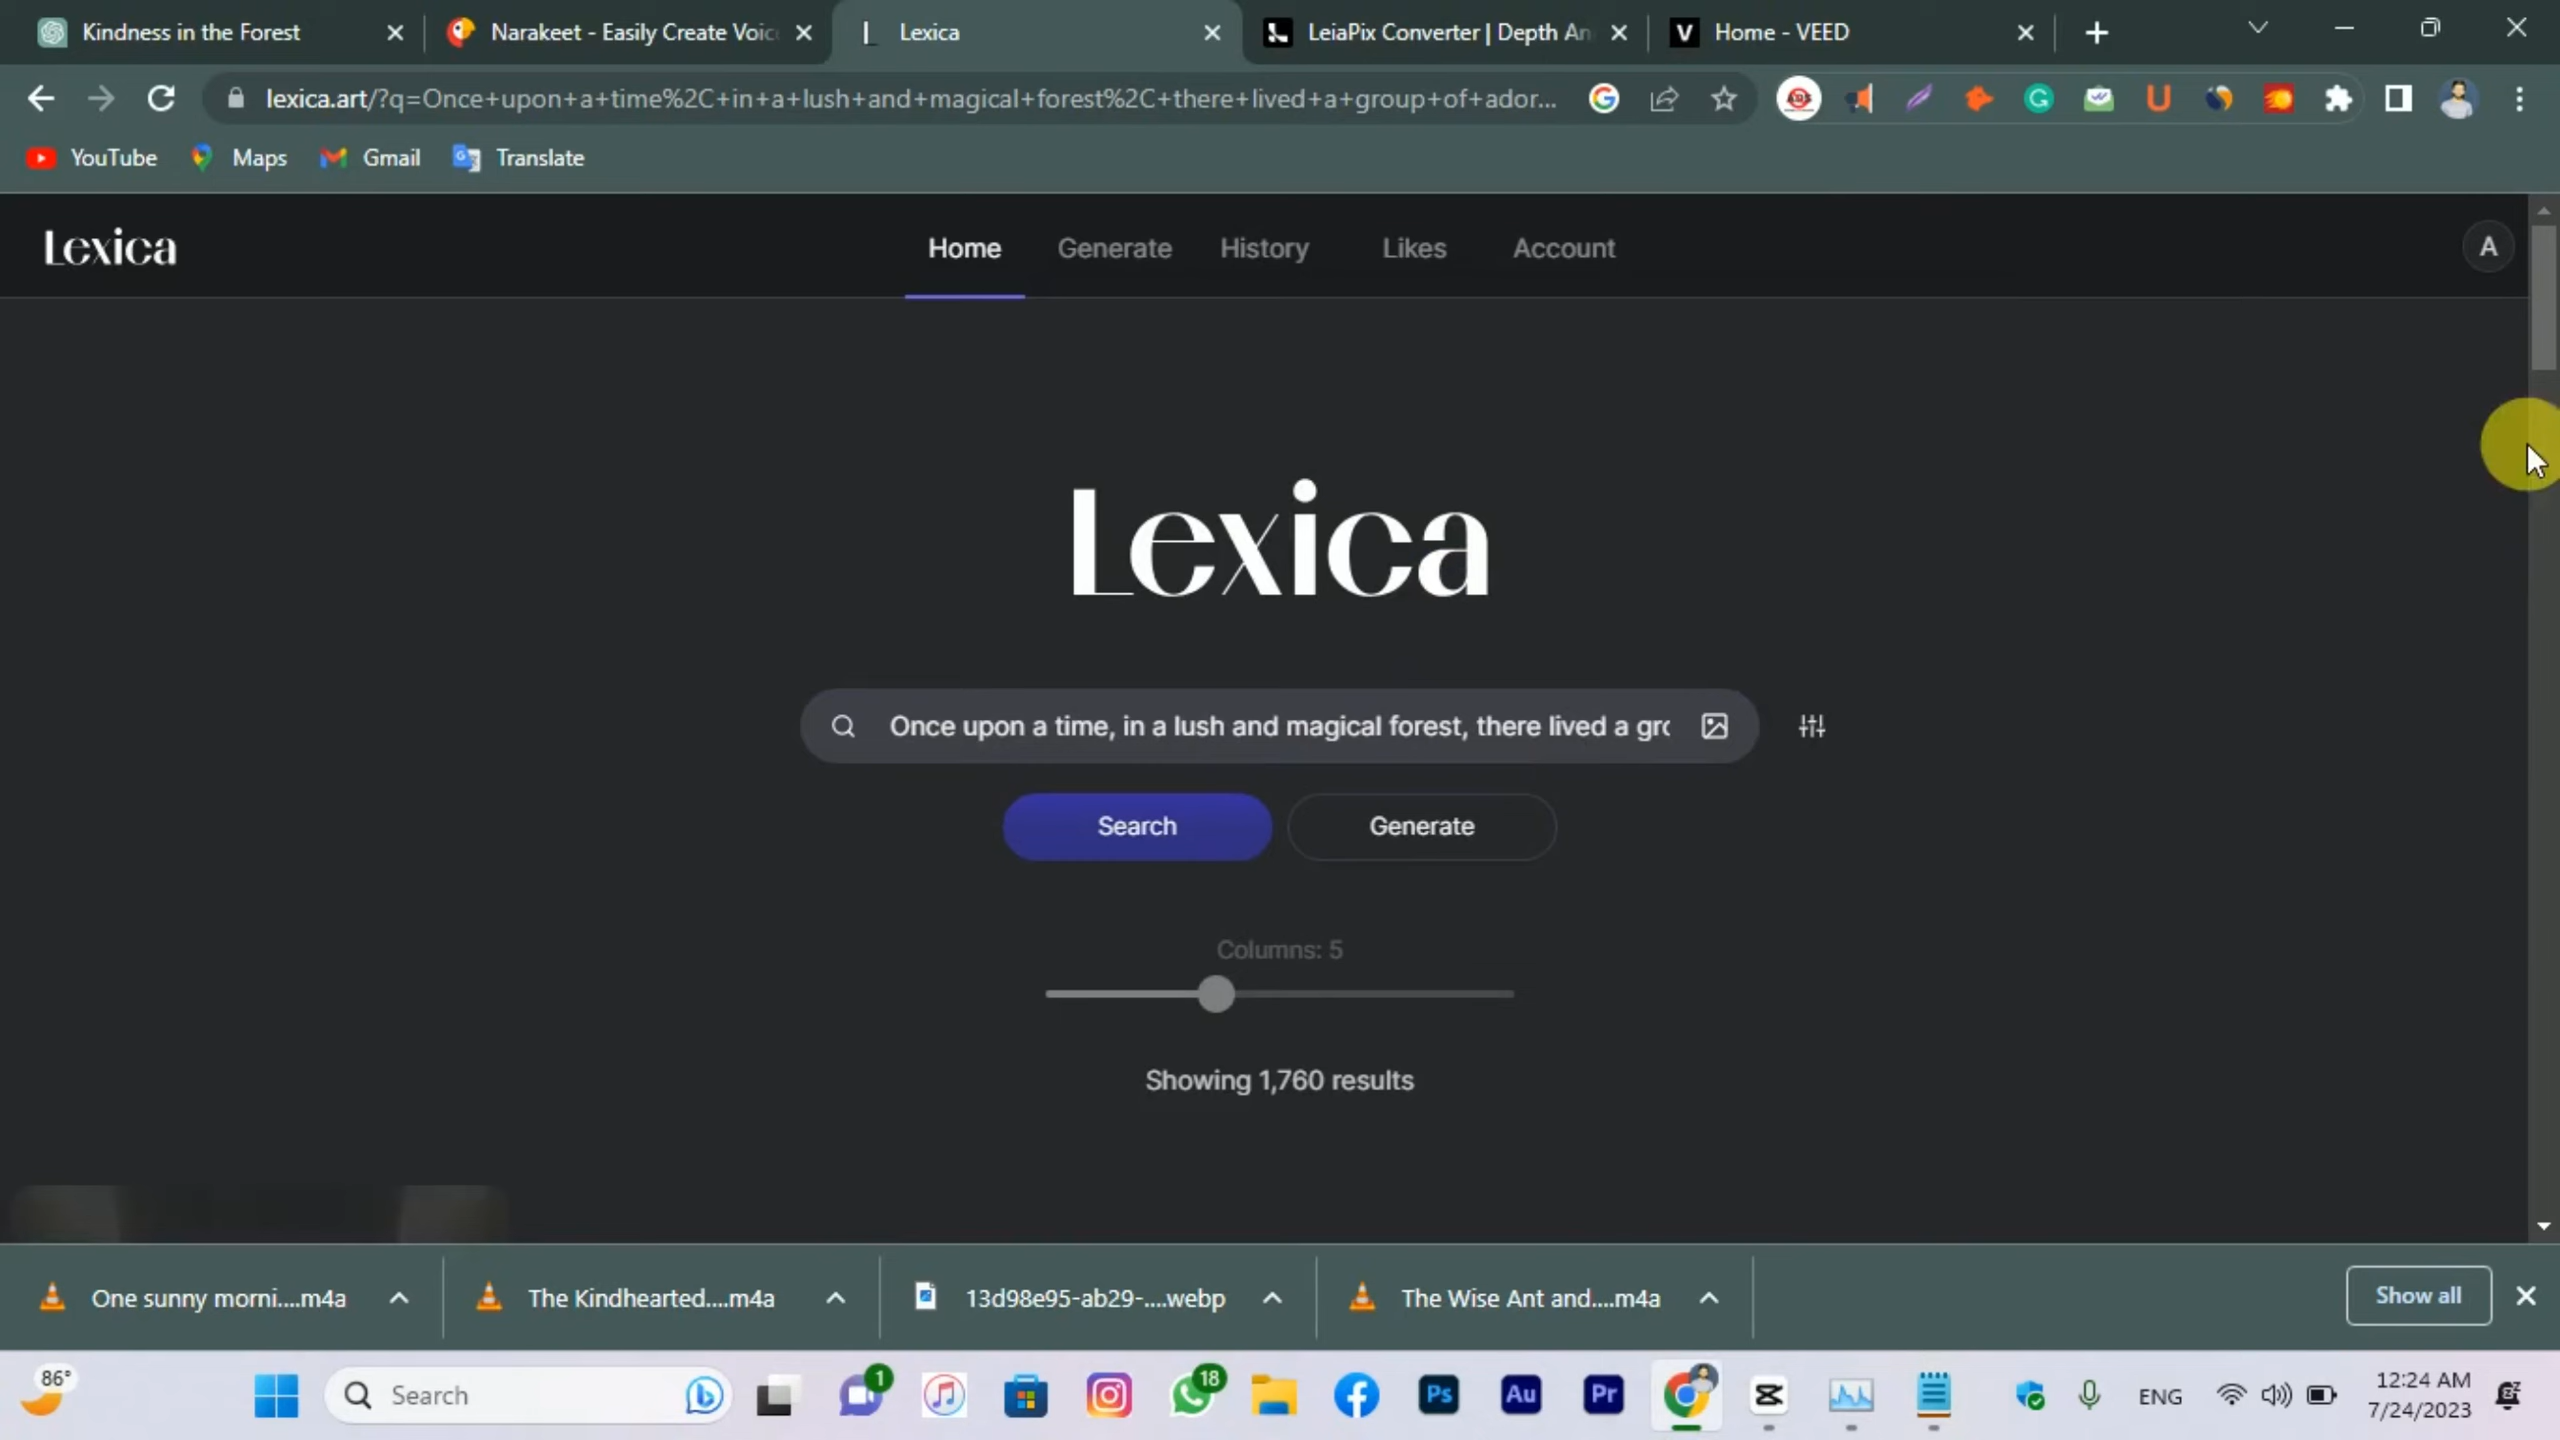 Kindness in the Forest
Narakeet - Easily Create Voic
Lexica
LeiaPix Converter | Depth An
V Home - VEED
lexica.art/?q=Once+upon+a+time%2C+in+a+lush+and+magical+forest%2C+there+lived+a+group+of+ador...
YouTube Maps Gmail Translate
Lexica Home Generate History Likes Account A
Lexica
Once upon a time, in a lush and magical forest, there lived a gro
Search Generate
Columns: 5
Showing 1,760 results
One sunny morni....m4a The Kindhearted....m4a 13d98e95-ab29-....webp The Wise Ant and....m4a Show all
86° Search 1 18 Ps Au Pr ENG 12:24 AM
7/24/2023